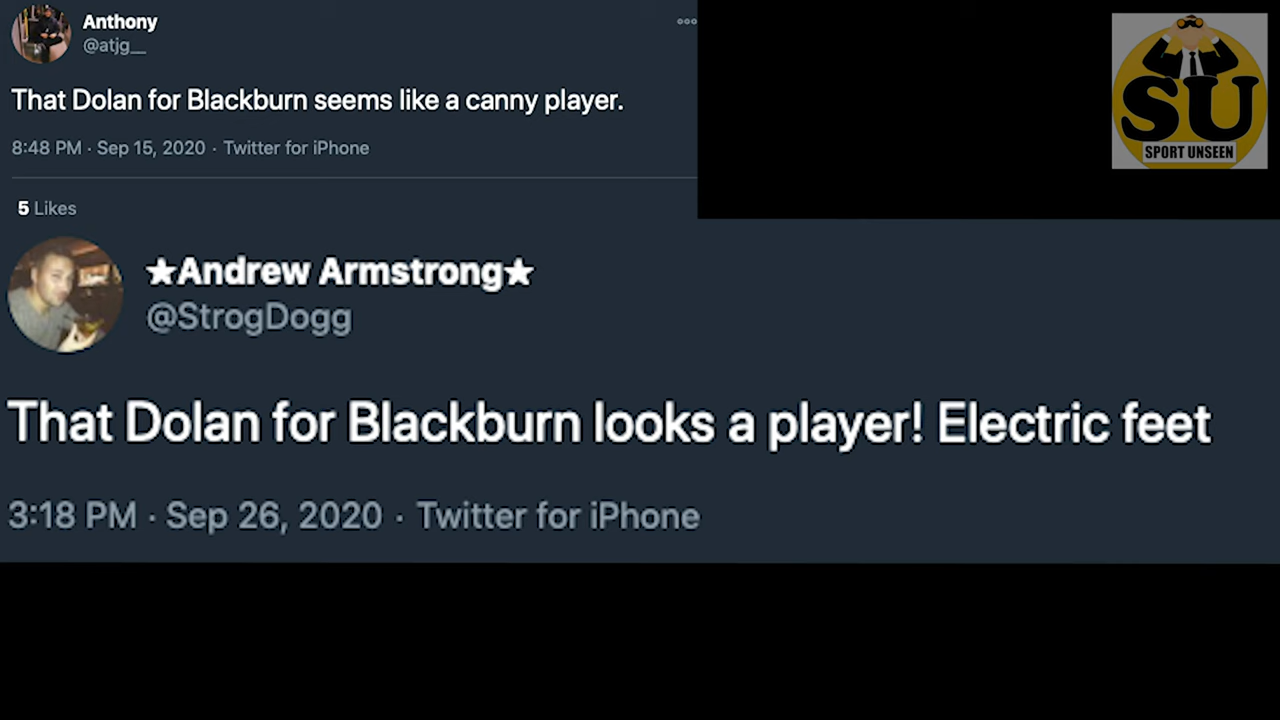 Anthony
@atjg__
That Dolan for Blackburn seems like a canny player.
8:48 PM · Sep 15, 2020 · Twitter for iPhone
5 Likes
★Andrew Armstrong★
@StrogDogg
That Dolan for Blackburn looks a player! Electric feet
3:18 PM · Sep 26, 2020 · Twitter for iPhone
SU
SPORT UNSEEN